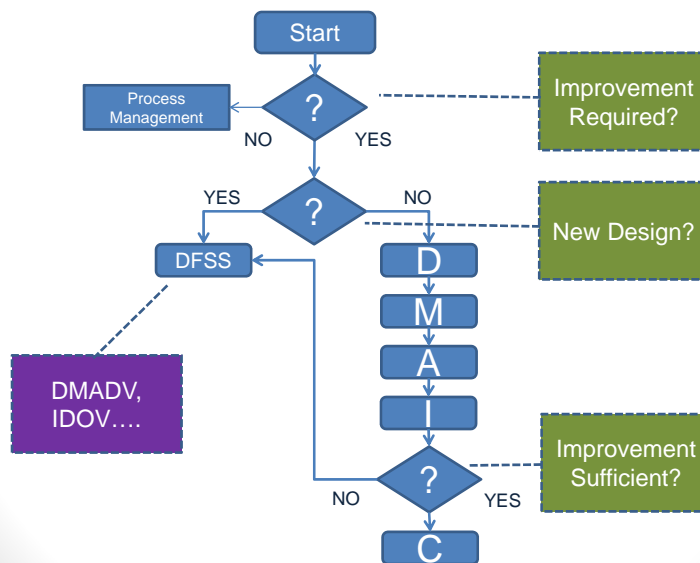 Start
?
Process
Management
Improvement
Required?
NO
YES
YES
?
NO
New Design?
DFSS
D
M
A
I
DMADV,
IDOV….
Improvement
Sufficient?
?
NO
YES
C